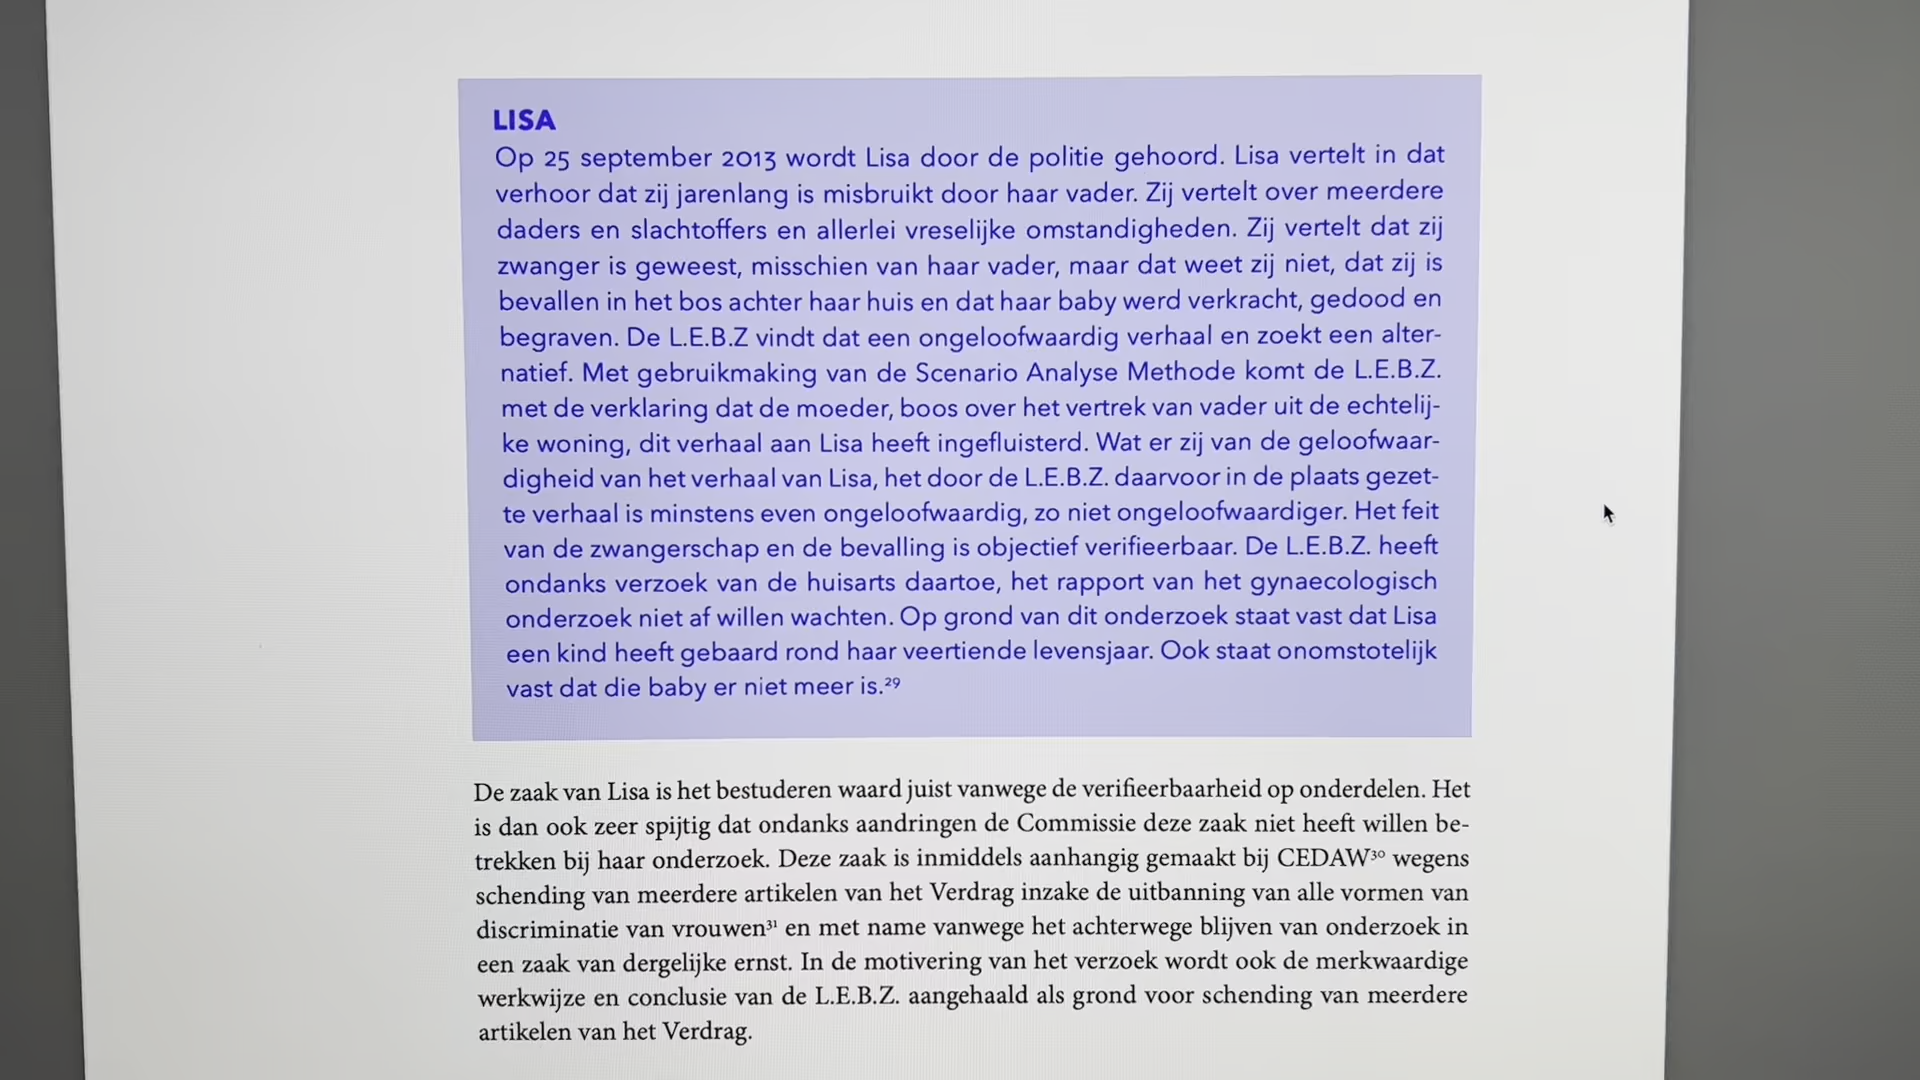 LISA
Op 25 september 2013 wordt Lisa door de politie gehoord. Lisa vertelt in dat
verhoor dat zij jarenlang is misbruikt door haar vader. Zij vertelt over meerdere
daders en slachtoffers en allerlei vreselijke omstandigheden. Zij vertelt dat zij
zwanger is geweest, misschien van haar vader, maar dat weet zij niet, dat zij is
bevallen in het bos achter haar huis en dat haar baby werd verkracht, gedood en
begraven. De L.E.B.Z vindt dat een ongeloofwaardig verhaal en zoekt een alter-
natief. Met gebruikmaking van de Scenario Analyse Methode komt de L.E.B.Z.
met de verklaring dat de moeder, boos over het vertrek van vader uit de echtelij-
ke woning, dit verhaal aan Lisa heeft ingefluisterd. Wat er zij van de geloofwaar-
digheid van het verhaal van Lisa, het door de L.E.B.Z. daarvoor in de plaats gezet-
te verhaal is minstens even ongeloofwaardig, zo niet ongeloofwaardiger. Het feit
van de zwangerschap en de bevalling is objectief verifieerbaar. De L.E.B.Z. heeft
ondanks verzoek van de huisarts daartoe, het rapport van het gynaecologisch
onderzoek niet af willen wachten. Op grond van dit onderzoek staat vast dat Lisa
een kind heeft gebaard rond haar veertiende levensjaar. Ook staat onomstotelijk
vast dat die baby er niet meer is.²⁹
De zaak van Lisa is het bestuderen waard juist vanwege de verifieerbaarheid op onderdelen. Het
is dan ook zeer spijtig dat ondanks aandringen de Commissie deze zaak niet heeft willen be-
trekken bij haar onderzoek. Deze zaak is inmiddels aanhangig gemaakt bij CEDAW³⁰ wegens
schending van meerdere artikelen van het Verdrag inzake de uitbanning van alle vormen van
discriminatie van vrouwen³¹ en met name vanwege het achterwege blijven van onderzoek in
een zaak van dergelijke ernst. In de motivering van het verzoek wordt ook de merkwaardige
werkwijze en conclusie van de L.E.B.Z. aangehaald als grond voor schending van meerdere
artikelen van het Verdrag.